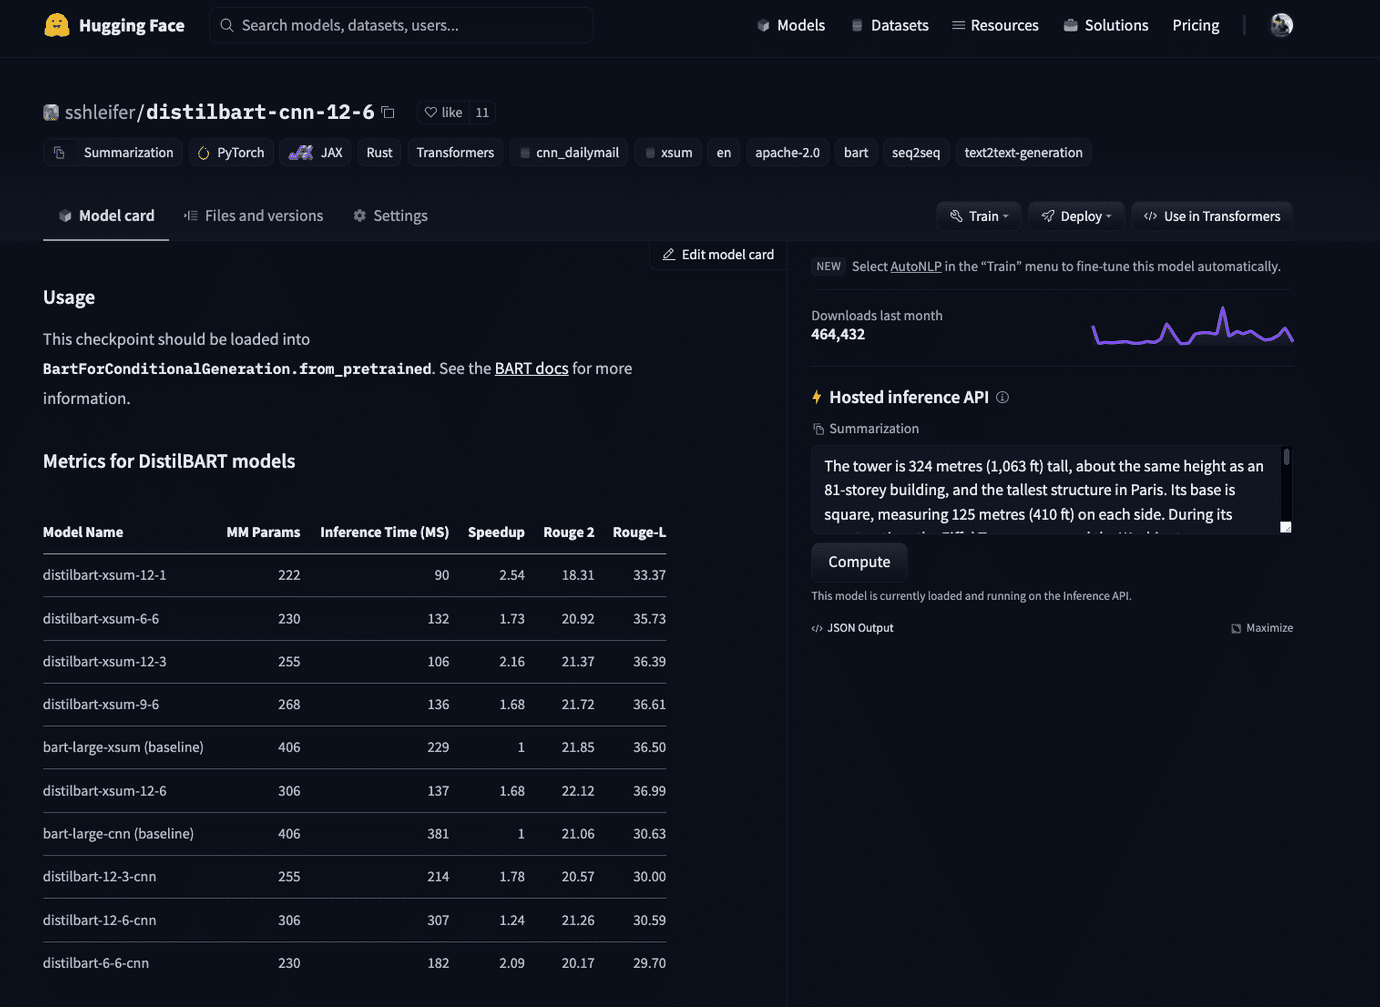 Hugging Face
Search models, datasets, users...
Models
Datasets
Resources
Solutions
Pricing
sshleifer/distilbart-cnn-12-6
like 11
Summarization PyTorch JAX Rust Transformers cnn_dailymail xsum en apache-2.0 bart seq2seq text2text-generation
Model card Files and versions Settings
Train Deploy Use in Transformers
Edit model card
Usage
This checkpoint should be loaded into
BartForConditionalGeneration.from_pretrained. See the BART docs for more
information.
Metrics for DistilBART models
Model Name MM Params Inference Time (MS) Speedup Rouge 2 Rouge-L
distilbart-xsum-12-1 222 90 2.54 18.31 33.37
distilbart-xsum-6-6 230 132 1.73 20.92 35.73
distilbart-xsum-12-3 255 106 2.16 21.37 36.39
distilbart-xsum-9-6 268 136 1.68 21.72 36.61
bart-large-xsum (baseline) 406 229 1 21.85 36.50
distilbart-xsum-12-6 306 137 1.68 22.12 36.99
bart-large-cnn (baseline) 406 381 1 21.06 30.63
distilbart-12-3-cnn 255 214 1.78 20.57 30.00
distilbart-12-6-cnn 306 307 1.24 21.26 30.59
distilbart-6-6-cnn 230 182 2.09 20.17 29.70
NEW Select AutoNLP in the “Train” menu to fine-tune this model automatically.
Downloads last month
464,432
Hosted inference API
Summarization
The tower is 324 metres (1,063 ft) tall, about the same height as an
81-storey building, and the tallest structure in Paris. Its base is
square, measuring 125 metres (410 ft) on each side. During its
Compute
This model is currently loaded and running on the Inference API.
</> JSON Output
Maximize